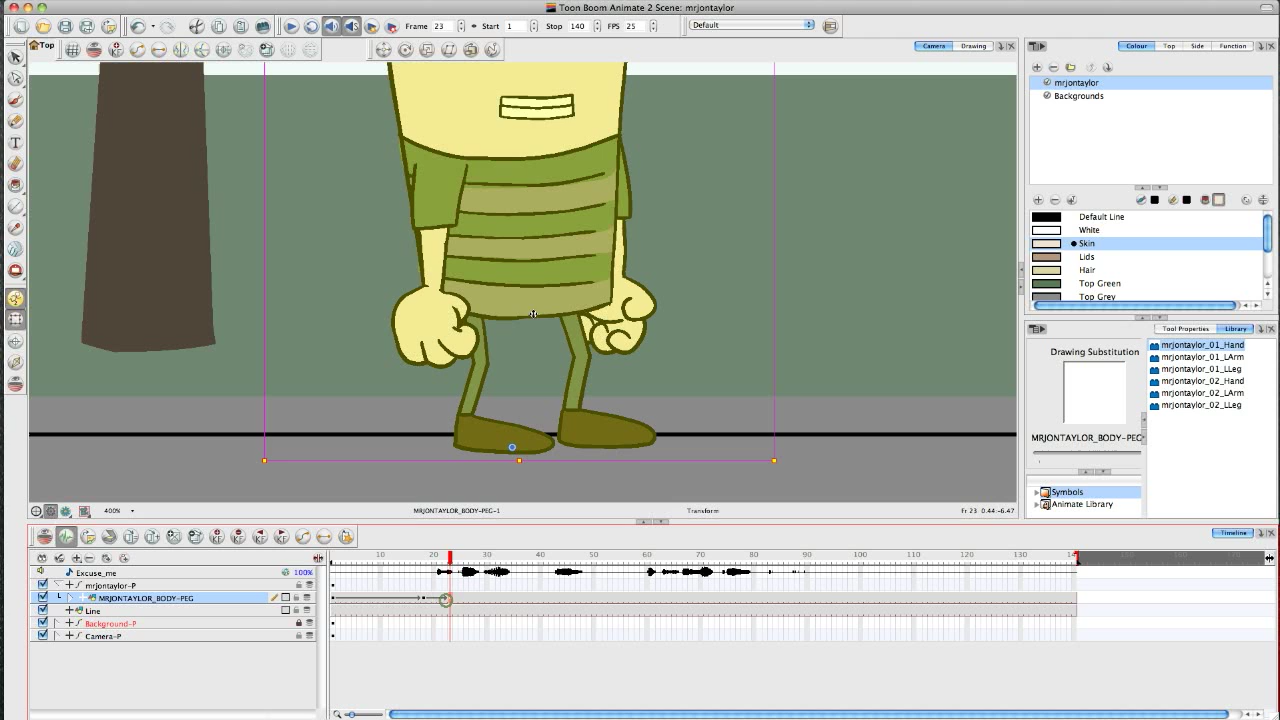 Toon Boom Animate 2 Scene: mrjontaylor
Frame 23 Start 1 Stop 140 FPS 25 Default
Top Camera Drawing Colour Top Side Function
mrjontaylor
Backgrounds
Default Line
White
Skin
Lids
Hair
Top Green
Top Grey
Tool Properties Library
Drawing Substitution
mrjontaylor_01_Hand
mrjontaylor_01_LArm
mrjontaylor_01_LLeg
mrjontaylor_02_Hand
mrjontaylor_02_LArm
mrjontaylor_02_LLeg
MRJONTAYLOR_BODY-PEG
Symbols
Animate Library
400% MRJONTAYLOR_BODY-PEG-1 Transform Fr 23 0.44:-6.47
Timeline
10 20 30 40 50 60 70 80 90 100 110 120 130 140
Excuse_me 100%
mrjontaylor-P
MRJONTAYLOR_BODY-PEG
Line
Background-P
Camera-P